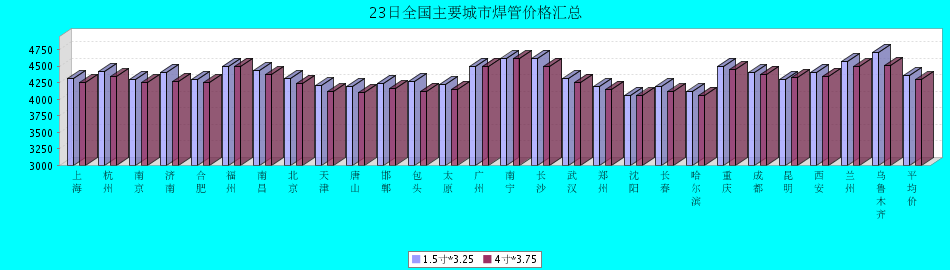 23日全国主要城市焊管价格汇总
4750
4500
4250
4000
3750
3500
3250
3000
上海
杭州
南京
济南
合肥
福州
南昌
北京
天津
唐山
邯郸
包头
太原
广州
南宁
长沙
武汉
郑州
沈阳
长春
哈尔滨
重庆
成都
昆明
西安
兰州
乌鲁木齐
平均价
1.5寸*3.25
4寸*3.75